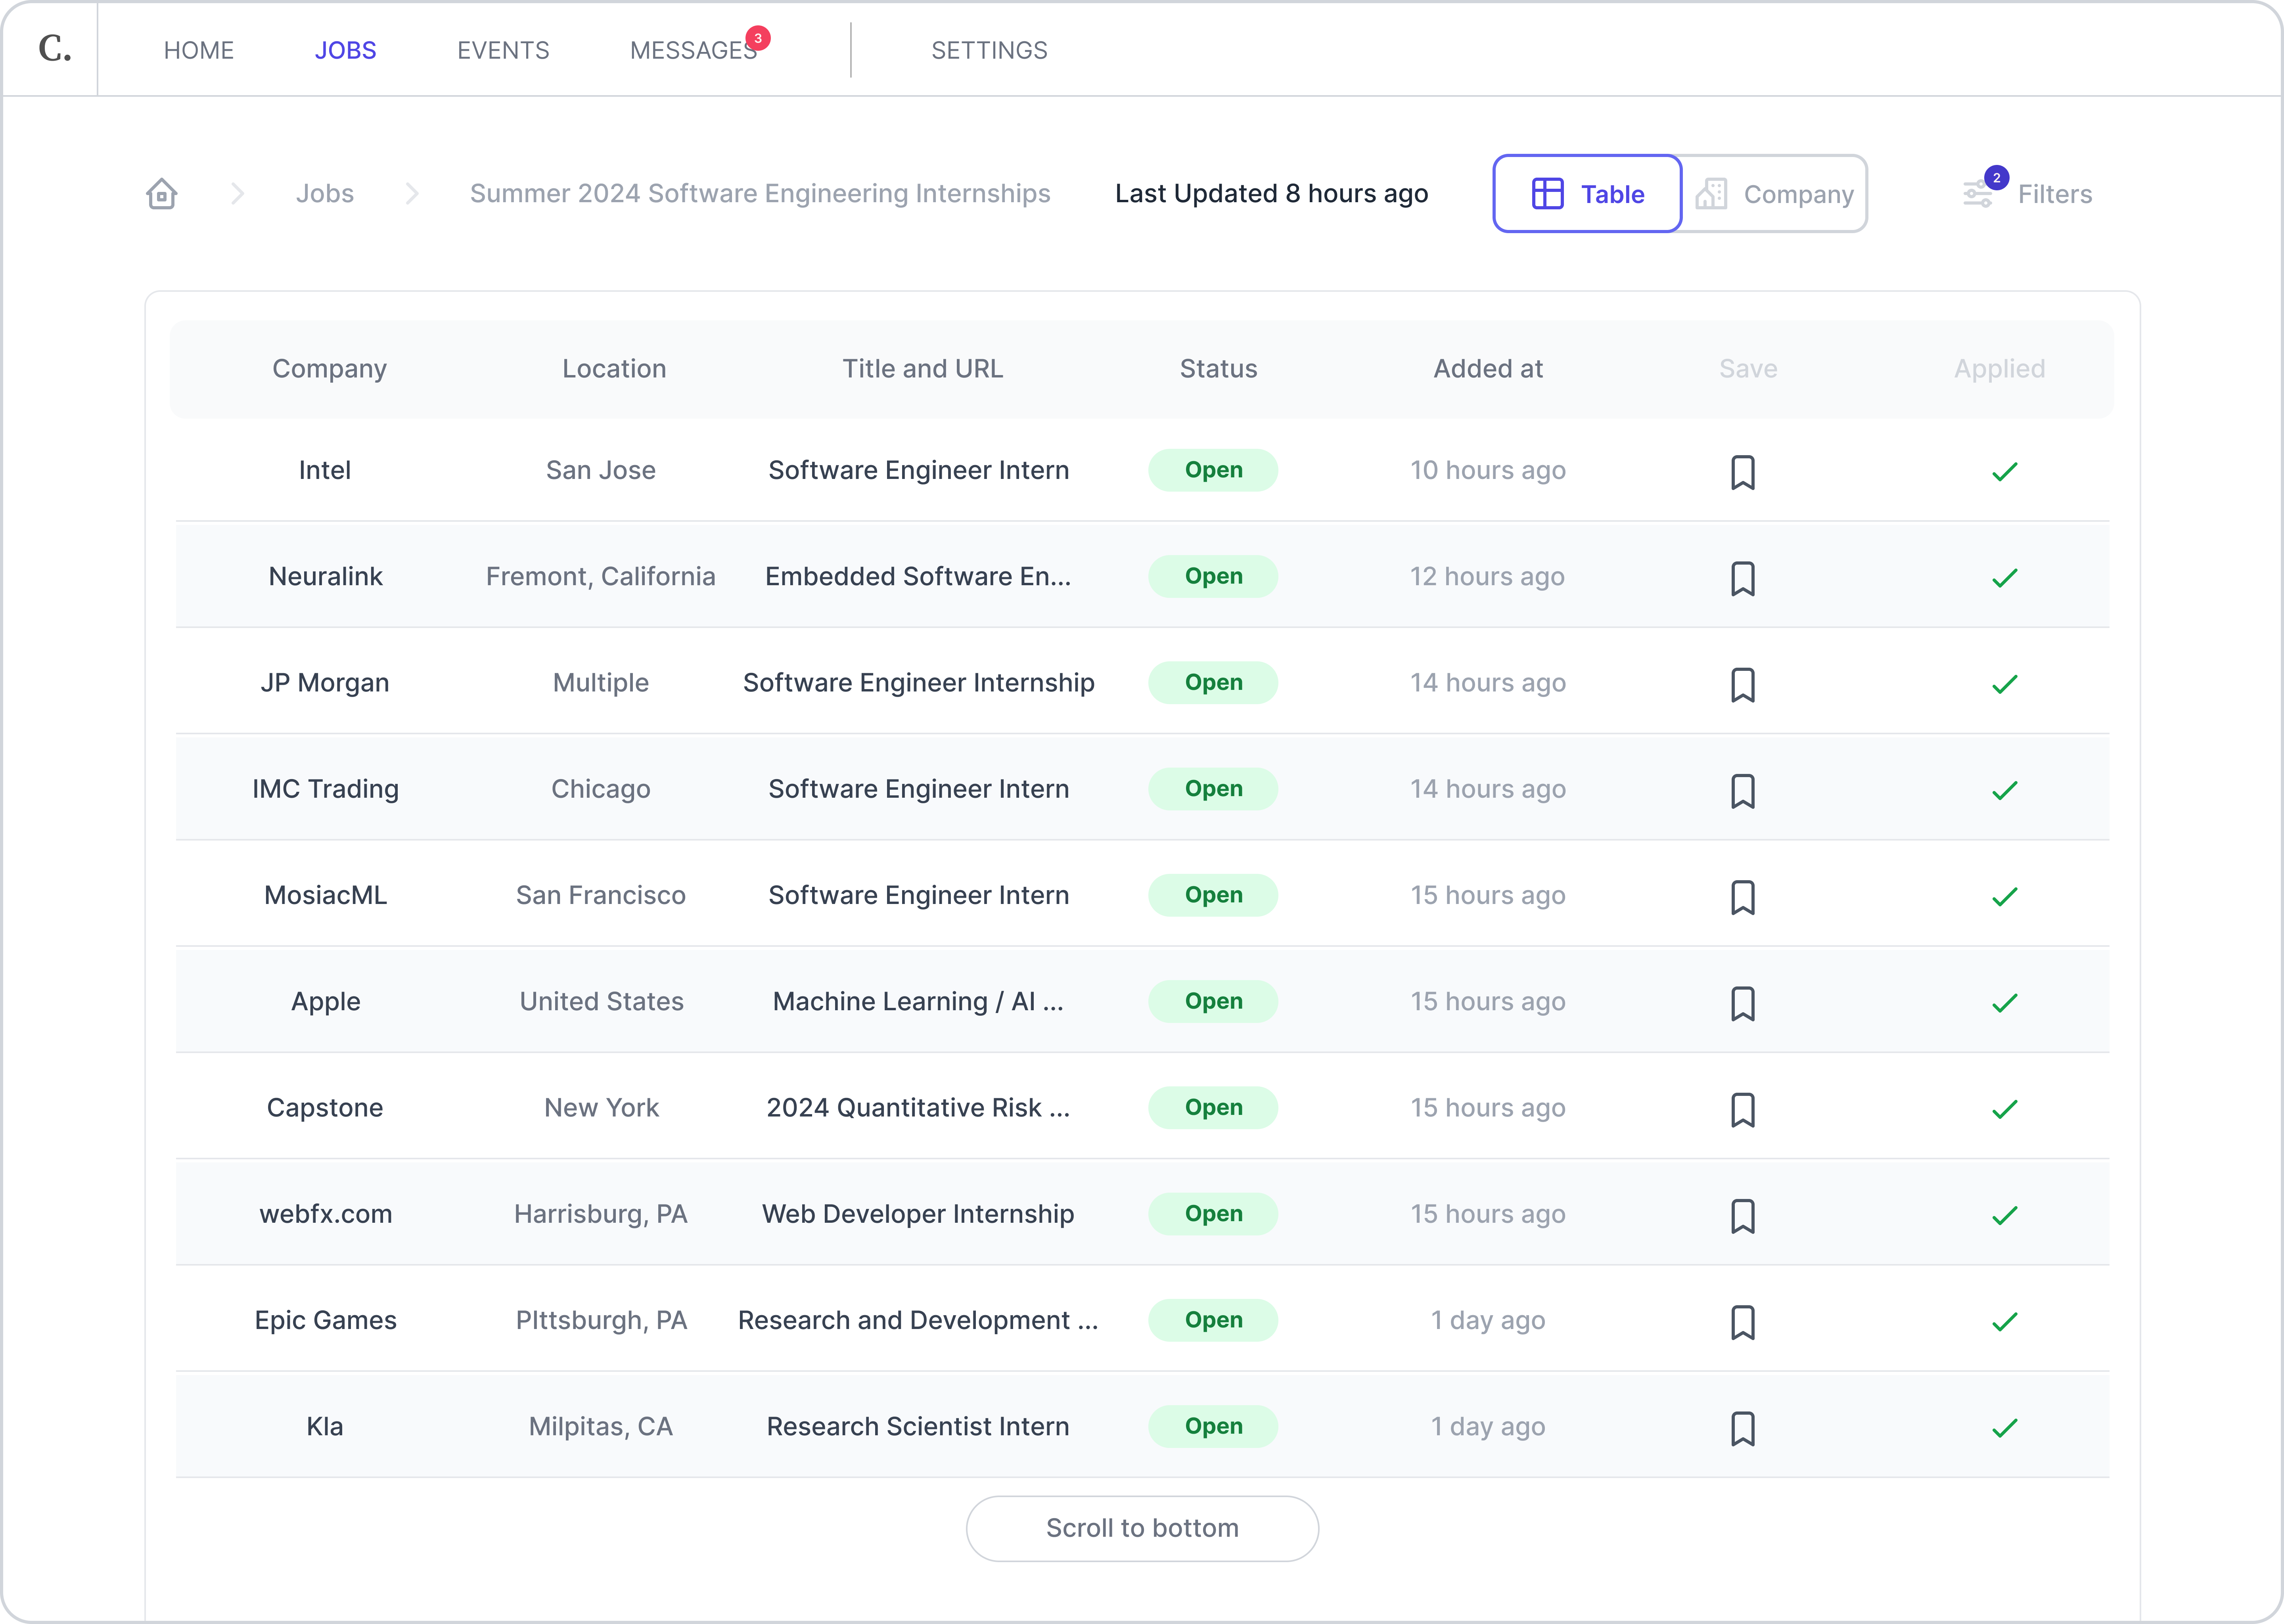 C. HOME JOBS EVENTS MESSAGES 3 SETTINGS
Jobs Summer 2024 Software Engineering Internships Last Updated 8 hours ago Table Company 2 Filters
Company Location Title and URL Status Added at Save Applied
Intel San Jose Software Engineer Intern Open 10 hours ago
Neuralink Fremont, California Embedded Software En... Open 12 hours ago
JP Morgan Multiple Software Engineer Internship Open 14 hours ago
IMC Trading Chicago Software Engineer Intern Open 14 hours ago
MosiacML San Francisco Software Engineer Intern Open 15 hours ago
Apple United States Machine Learning / AI ... Open 15 hours ago
Capstone New York 2024 Quantitative Risk ... Open 15 hours ago
webfx.com Harrisburg, PA Web Developer Internship Open 15 hours ago
Epic Games PIttsburgh, PA Research and Development ... Open 1 day ago
Kla Milpitas, CA Research Scientist Intern Open 1 day ago
Scroll to bottom